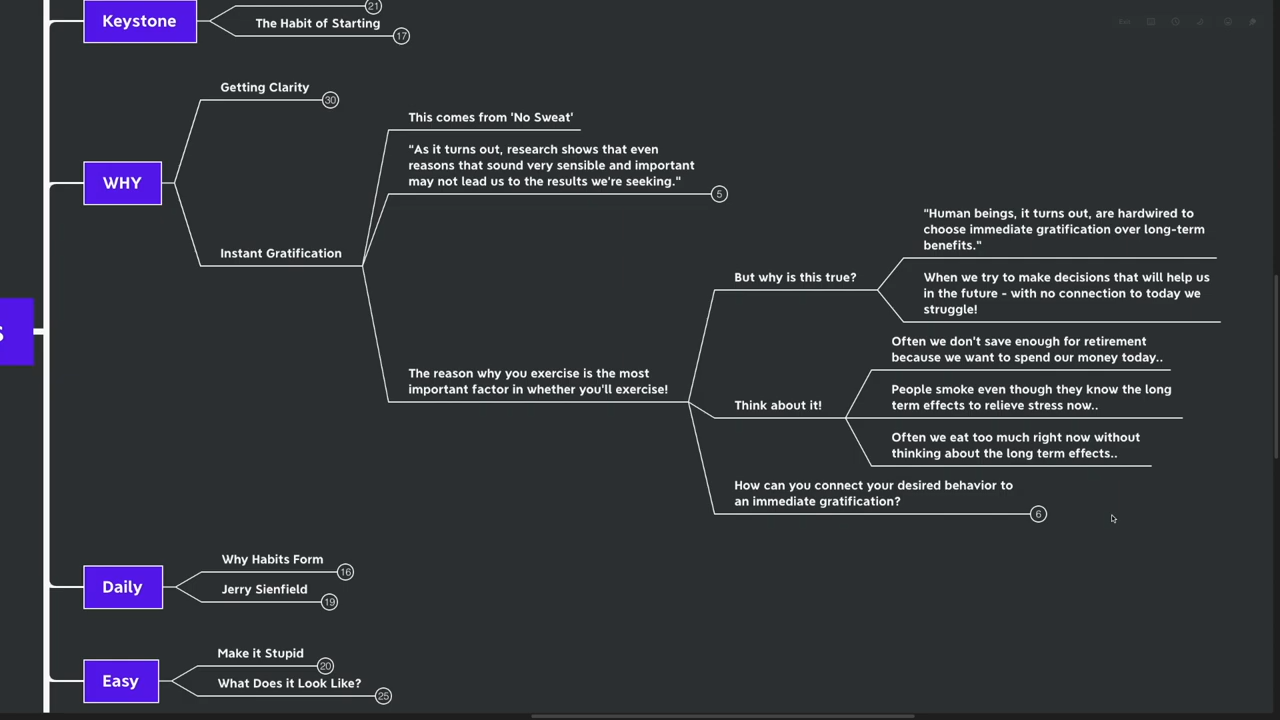 21
Keystone
The Habit of Starting
17
Getting Clarity
30
WHY
Instant Gratification
This comes from 'No Sweat'
"As it turns out, research shows that even
reasons that sound very sensible and important
may not lead us to the results we're seeking."
5
The reason why you exercise is the most
important factor in whether you'll exercise!
But why is this true?
"Human beings, it turns out, are hardwired to
choose immediate gratification over long-term
benefits."
When we try to make decisions that will help us
in the future - with no connection to today we
struggle!
Think about it!
Often we don't save enough for retirement
because we want to spend our money today..
People smoke even though they know the long
term effects to relieve stress now..
Often we eat too much right now without
thinking about the long term effects..
How can you connect your desired behavior to
an immediate gratification?
6
S
Daily
Why Habits Form
16
Jerry Sienfield
19
Easy
Make it Stupid
20
What Does it Look Like?
25